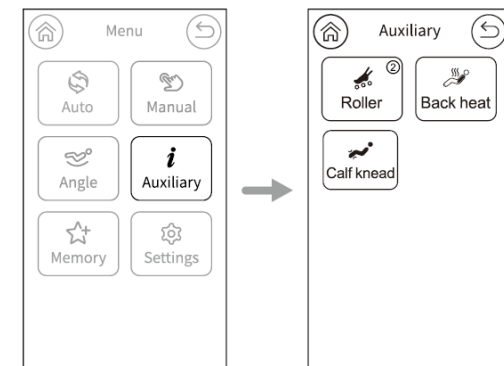 Menu
Auto
Manual
Angle
i
Auxiliary
Memory
Settings
Auxiliary
②
Roller
Back heat
Calf knead